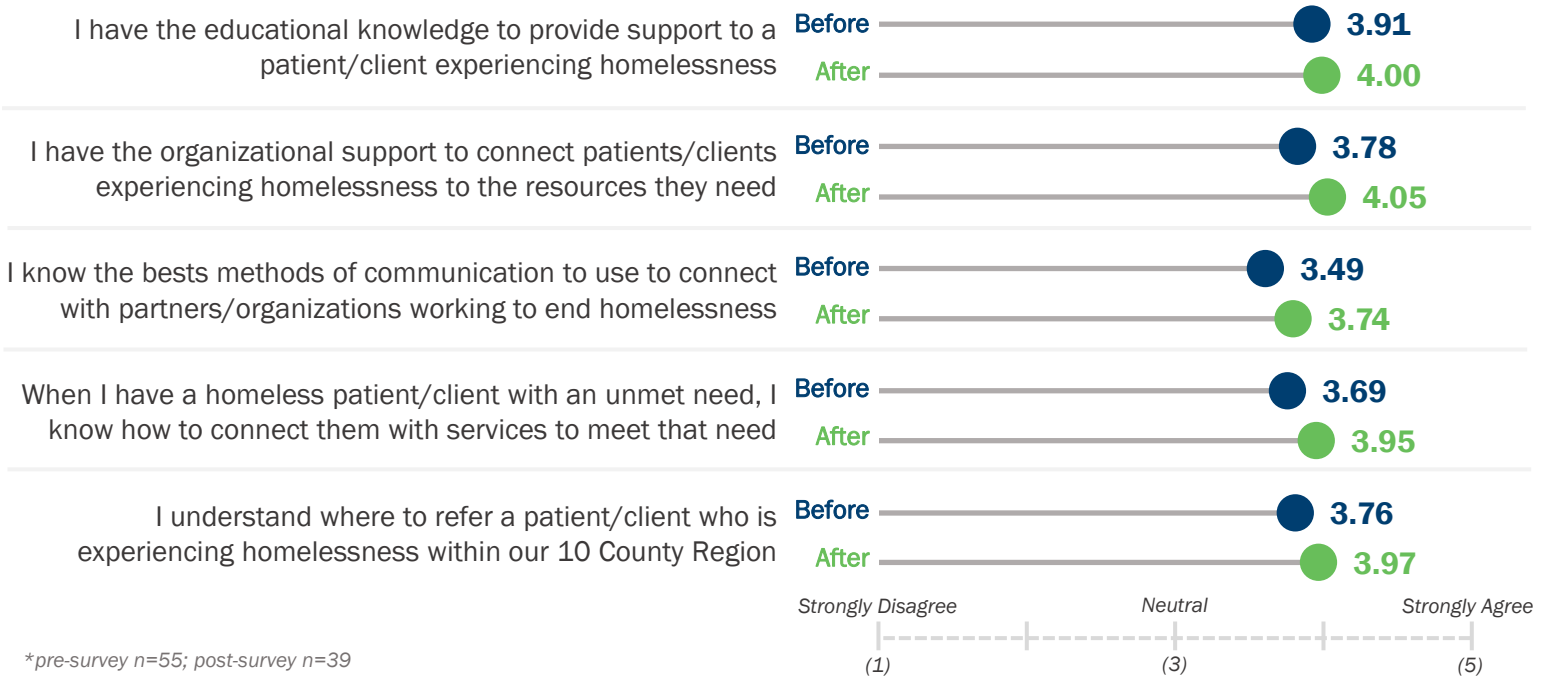 I have the educational knowledge to provide support to a
patient/client experiencing homelessness
Before 3.91
After 4.00
I have the organizational support to connect patients/clients
experiencing homelessness to the resources they need
Before 3.78
After 4.05
I know the bests methods of communication to use to connect
with partners/organizations working to end homelessness
Before 3.49
After 3.74
When I have a homeless patient/client with an unmet need, I
know how to connect them with services to meet that need
Before 3.69
After 3.95
I understand where to refer a patient/client who is
experiencing homelessness within our 10 County Region
Before 3.76
After 3.97
Strongly Disagree Neutral Strongly Agree
(1) (3) (5)
*pre-survey n=55; post-survey n=39